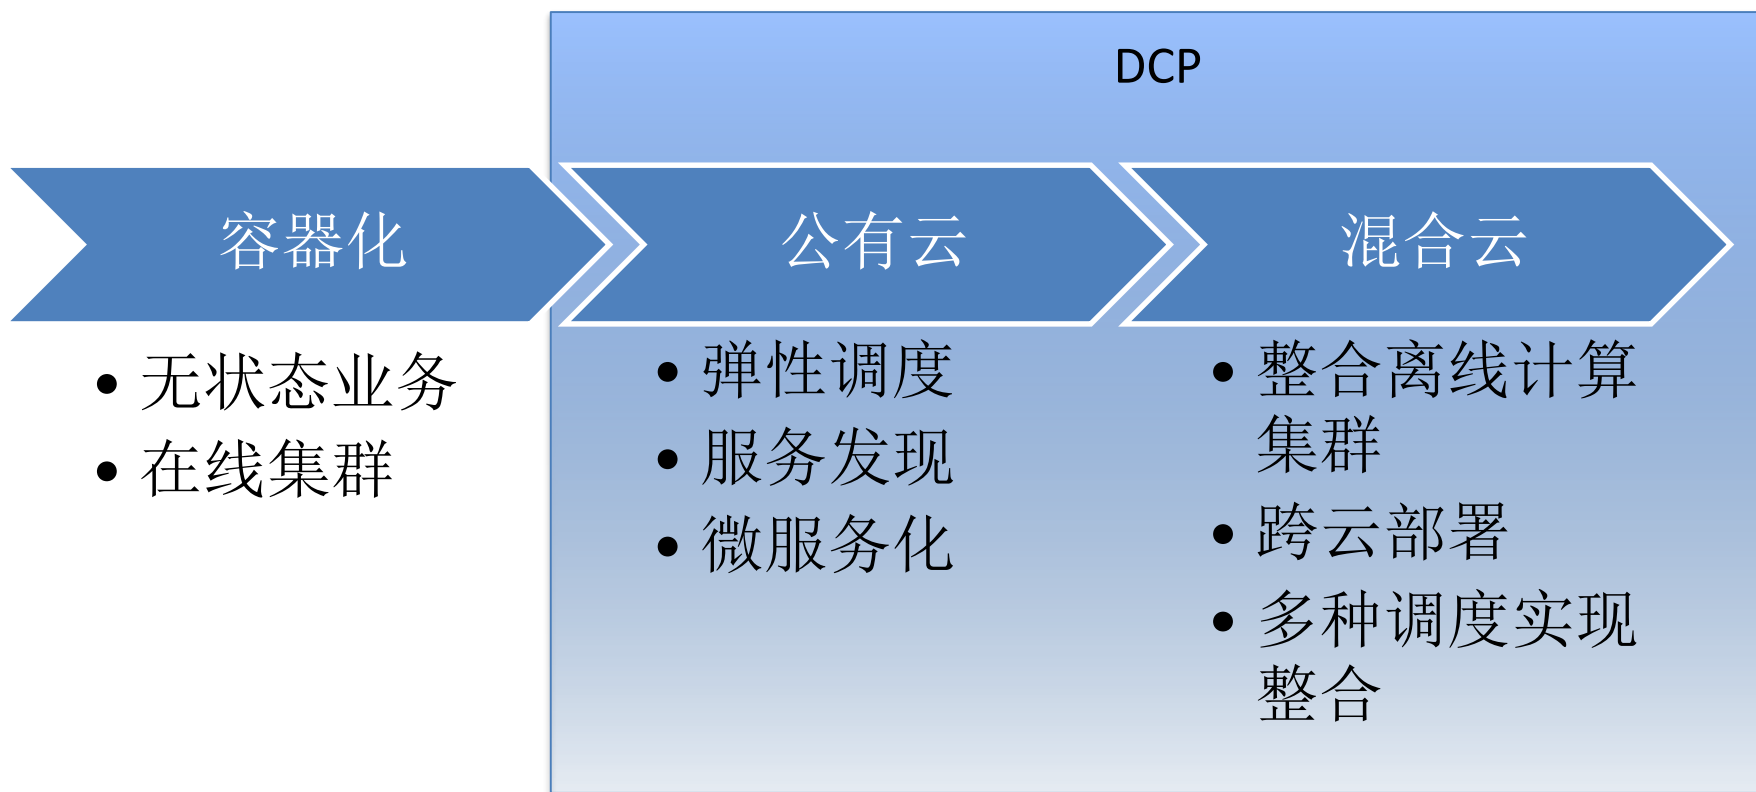 DCP
容器化
公有云
混合云
• 无状态业务
• 在线集群
• 弹性调度
• 服务发现
• 微服务化
• 整合离线计算
集群
• 跨云部署
• 多种调度实现
整合